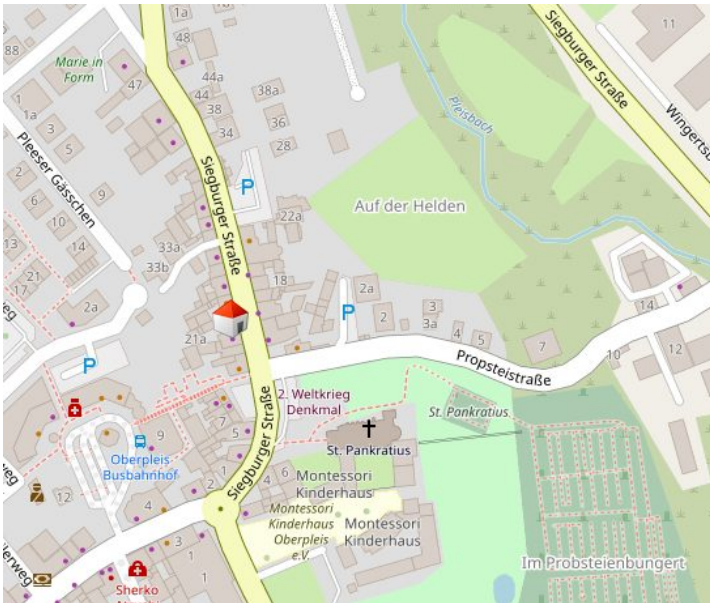 1a
48
88
Marie in
Form
47
44a
44
38
34
38a
36
28
1
1a
3
5
2
6
10
14
9
Pleeser Gässchen
Siegburger Straße
Siegburger Straße
11
Pleisbach
Auf der Helden
P
22a
33a
33b
13
21
17
2a
18
21a
P
P
2a
2
3
3a
4
5
7
10
14
12
Propsteistraße
2. Weltkrieg
Denkmal
St. Pankratius
St. Pankratius
7
5
9
Oberpleis
Busbahnhof
Siegburger Straße
12
4
2
1
4
6
Montessori
Kinderhaus
Montessori
Kinderhaus
Oberpleis
e.V.
Montessori
Kinderhaus
Im Probsteienbungert
3
1
1
Sherko